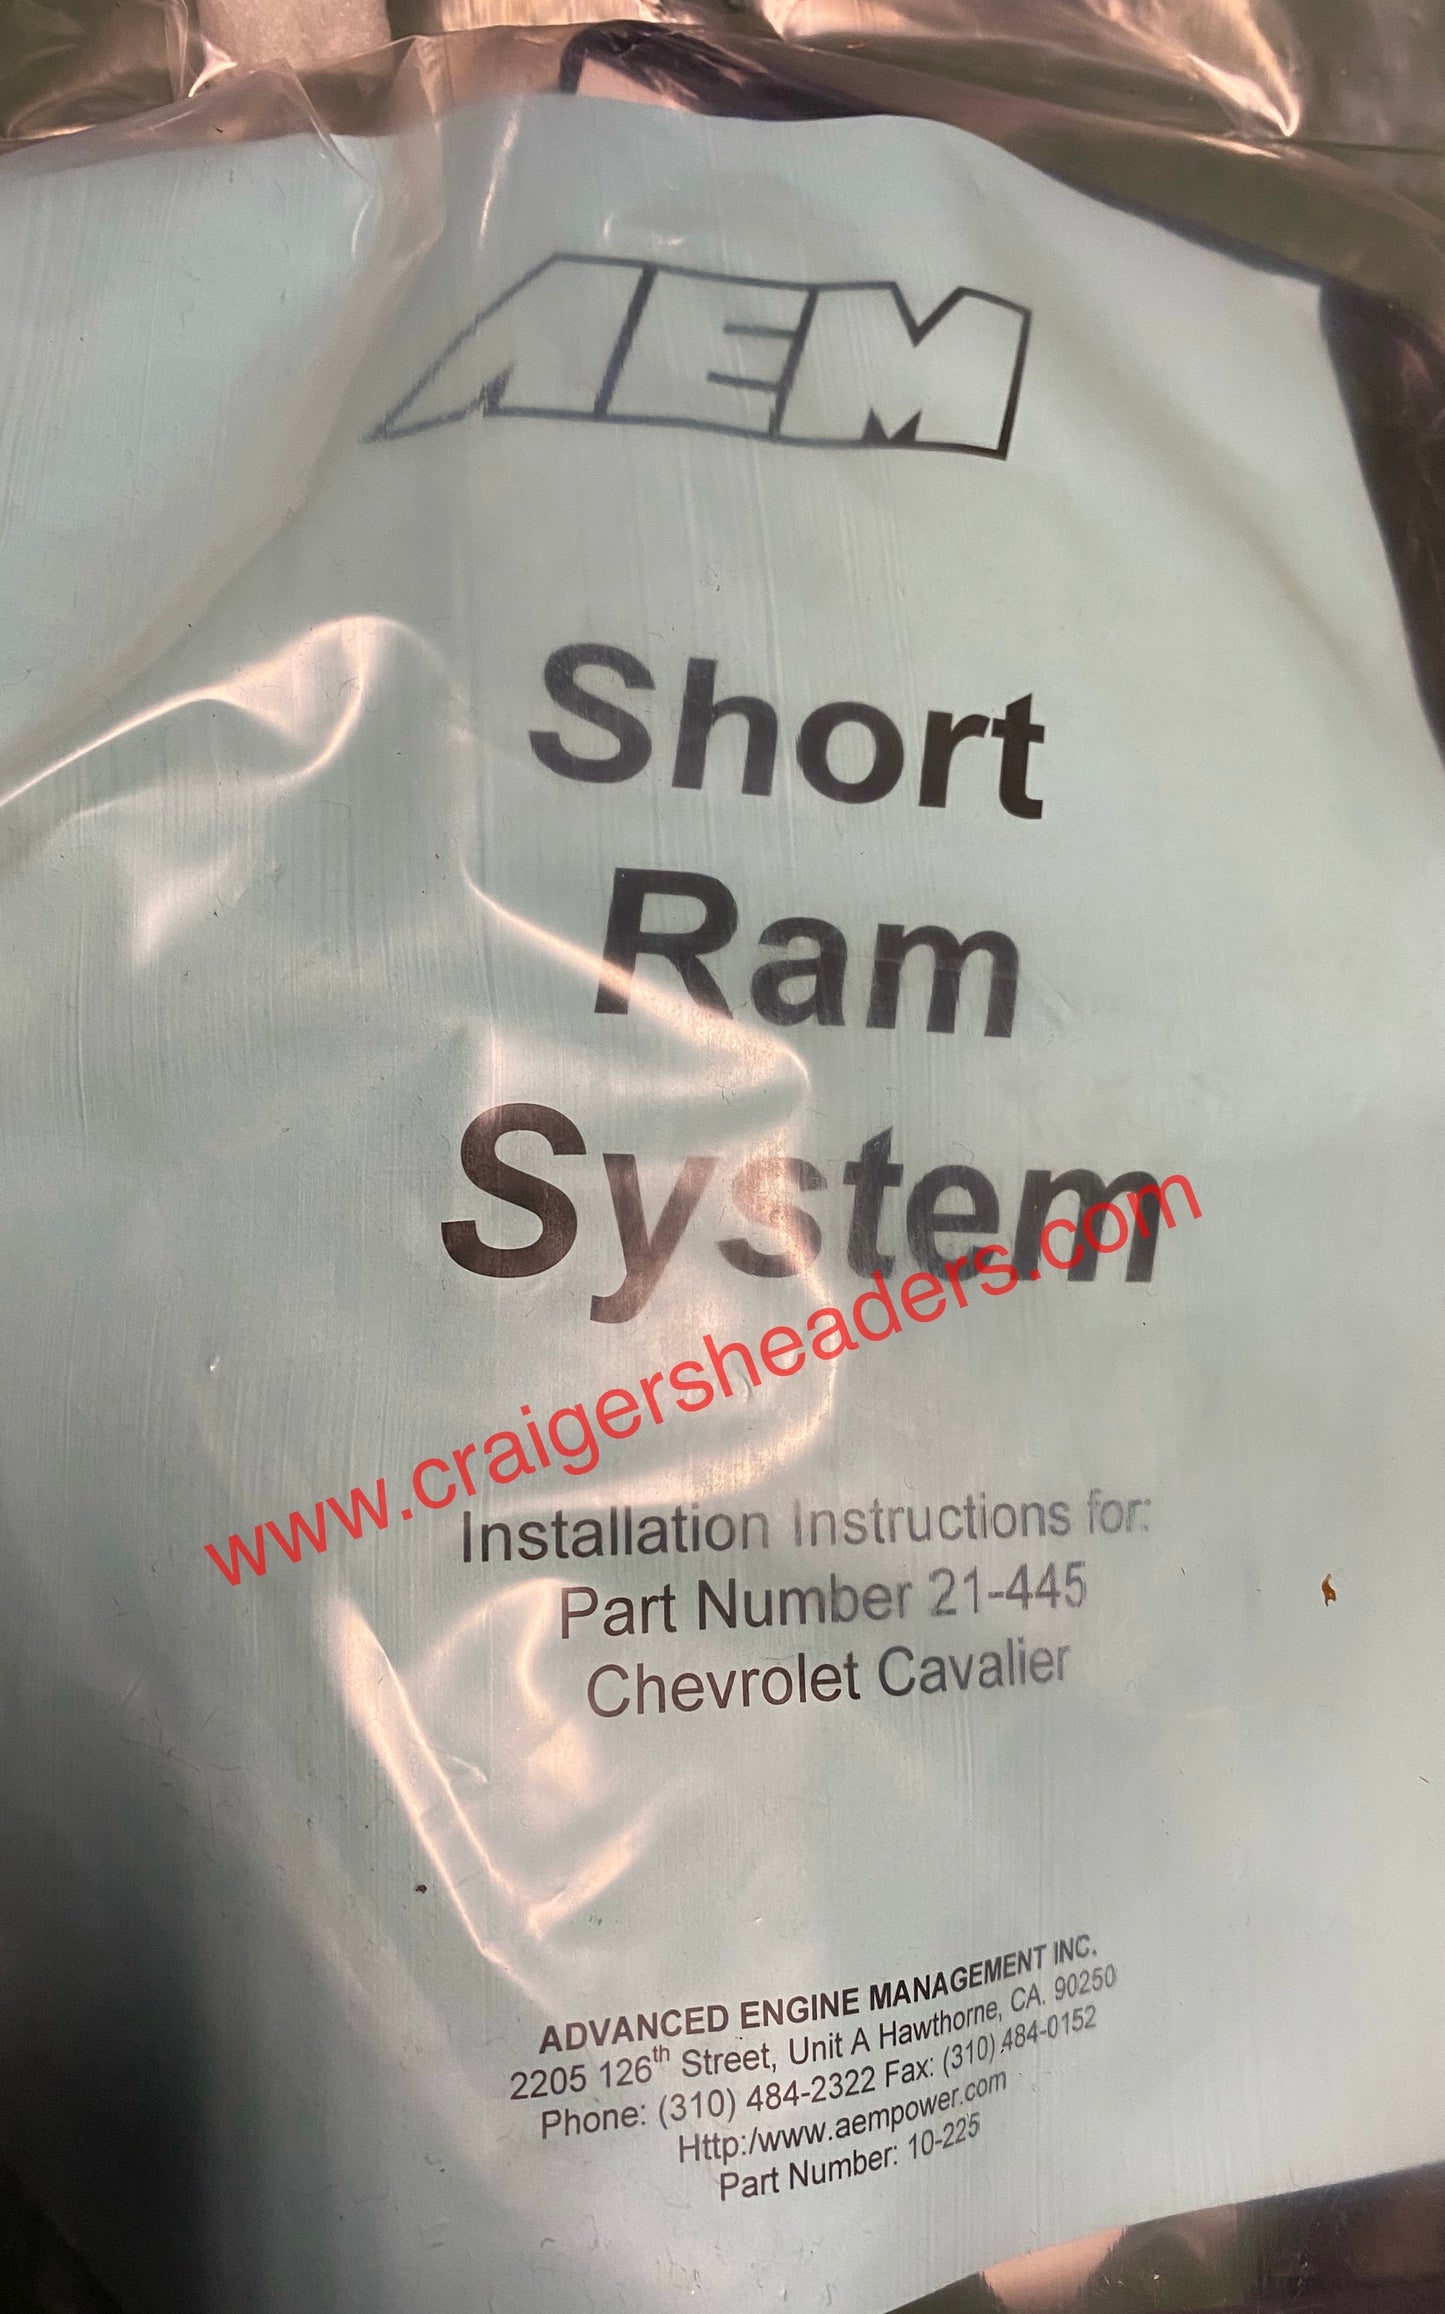 AEM
Short
Ram
System
www.craigersheaders.com
Installation Instructions for:
Part Number 21-445
Chevrolet Cavalier
ADVANCED ENGINE MANAGEMENT INC.
2205 126th Street, Unit A Hawthorne, CA. 90250
Phone: (310) 484-2322 Fax: (310) 484-0152
Http:/www.aempower.com
Part Number: 10-225